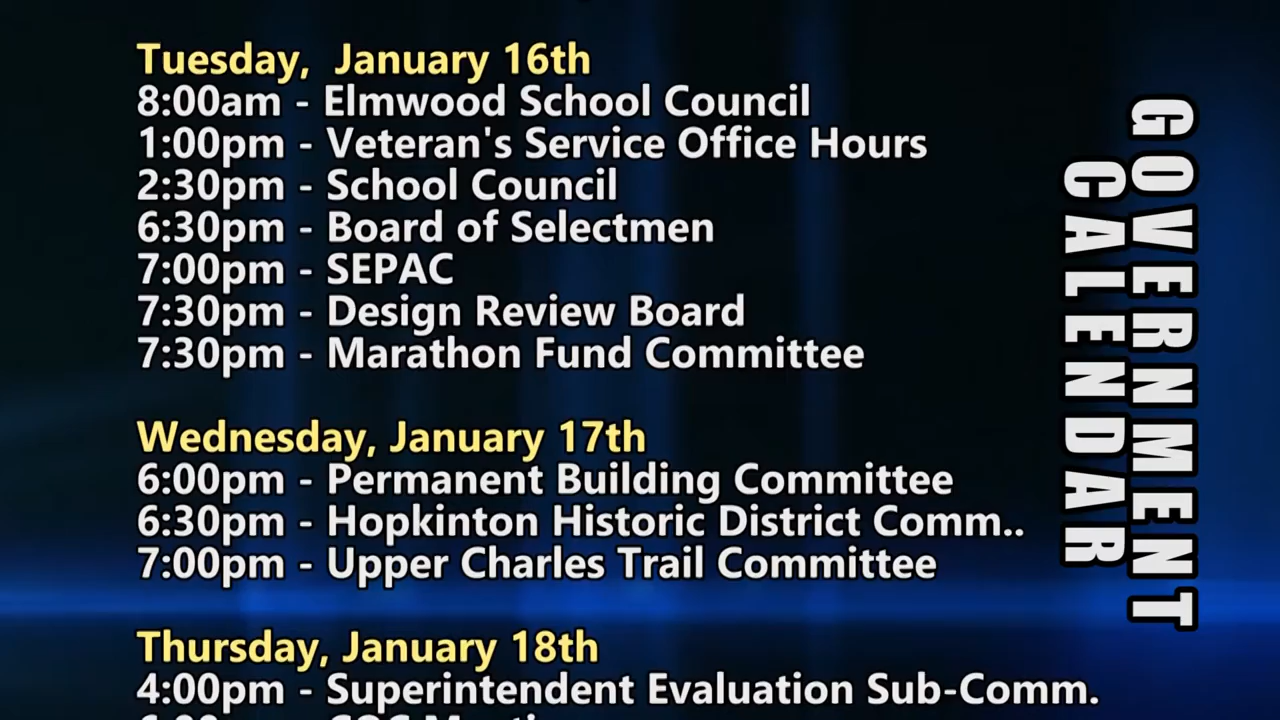 Tuesday,  January 16th
8:00am - Elmwood School Council
1:00pm - Veteran's Service Office Hours
2:30pm - School Council
6:30pm - Board of Selectmen
7:00pm - SEPAC
7:30pm - Design Review Board
7:30pm - Marathon Fund Committee
Wednesday, January 17th
6:00pm - Permanent Building Committee
6:30pm - Hopkinton Historic District Comm..
7:00pm - Upper Charles Trail Committee
Thursday, January 18th
4:00pm - Superintendent Evaluation Sub-Comm.
GOVERNMENT
CALENDAR